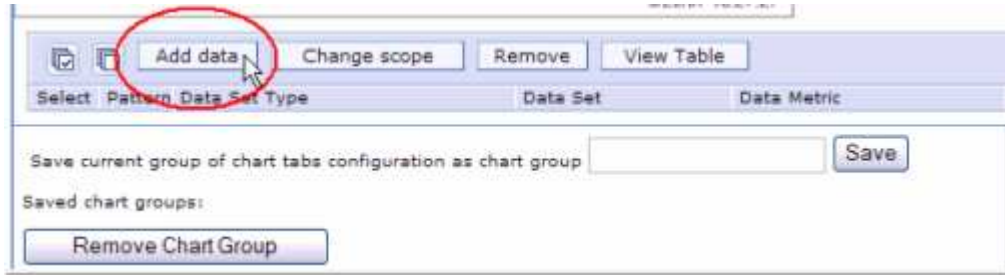 Add data Change scope Remove View Table
Select Pattern Data Set Type Data Set Data Metric
Save current group of chart tabs configuration as chart group Save
Saved chart groups:
Remove Chart Group